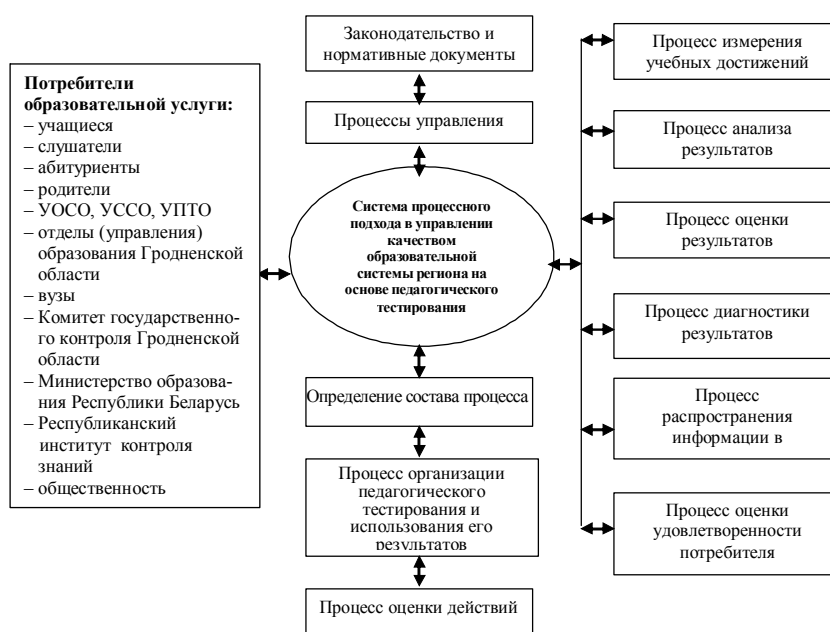 Потребители
образовательной услуги:
– учащиеся
– слушатели
– абитуриенты
– родители
– УОСО, УССО, УПТО
– отделы (управления)
образования Гродненской
области
– вузы
– Комитет государственно-
го контроля Гродненской
области
– Министерство образова-
ния Республики Беларусь
– Республиканский
институт контроля
знаний
– общественность
Законодательство и
нормативные документы
Процессы управления
Система процессного
подхода в управлении
качеством
образовательной
системы региона на
основе педагогического
тестирования
Определение состава процесса
Процесс организации
педагогического
тестирования и
использования его
результатов
Процесс оценки действий
Процесс измерения
учебных достижений
Процесс анализа
результатов
Процесс оценки
результатов
Процесс диагностики
результатов
Процесс
распространения
информации в
Процесс оценки
удовлетворенности
потребителя